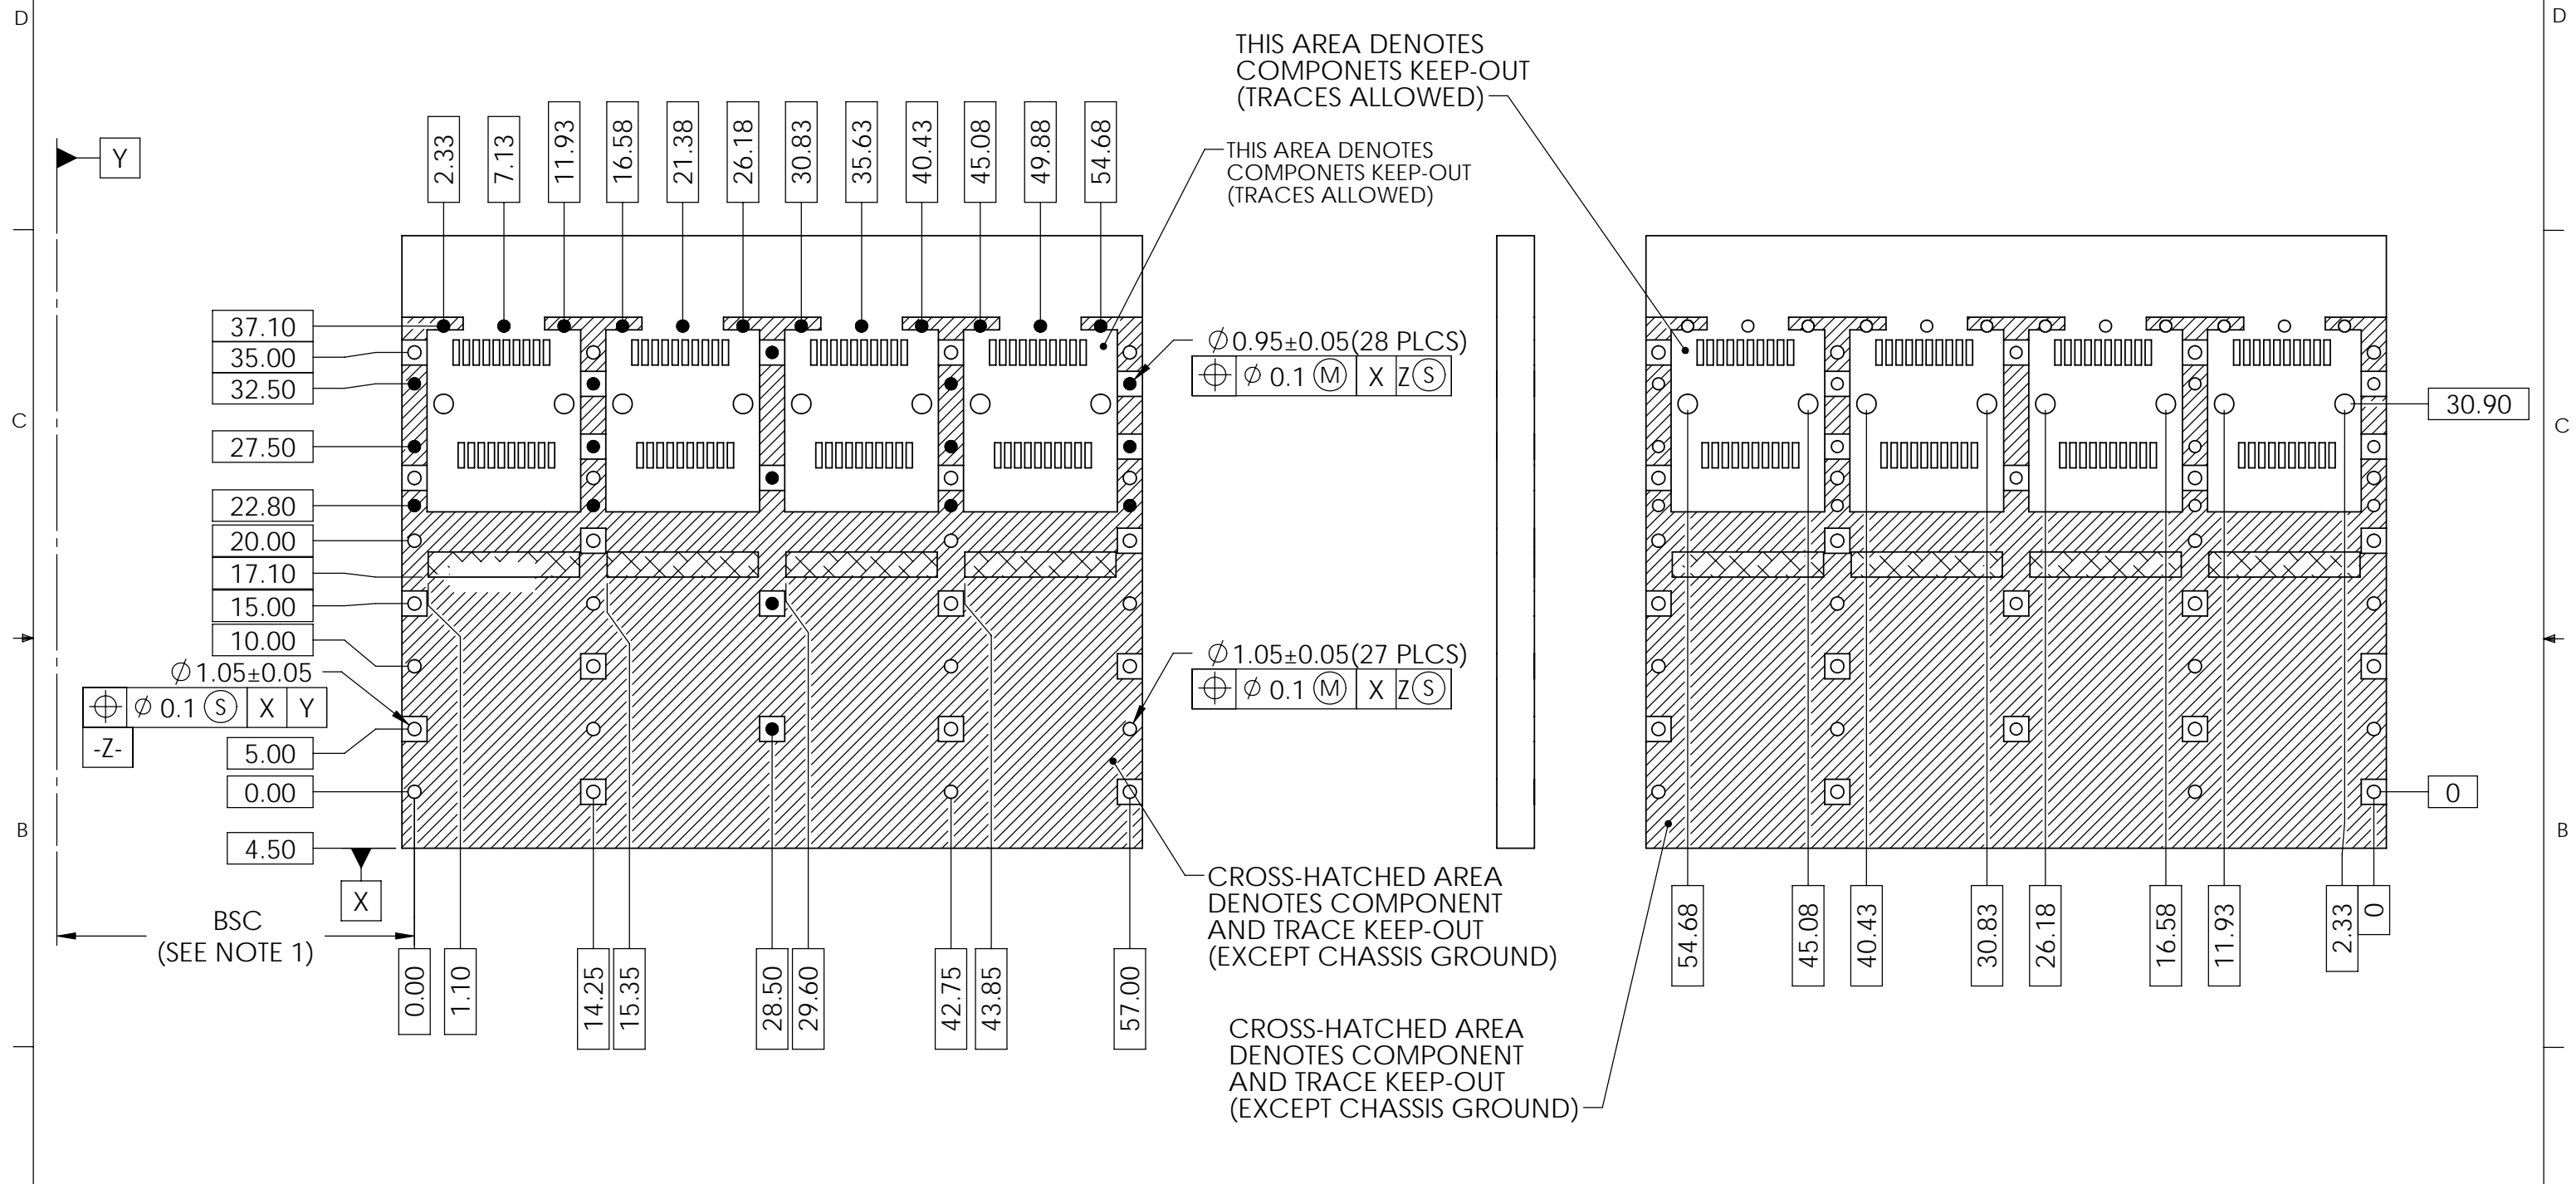 D
D
THIS AREA DENOTES
COMPONETS KEEP-OUT
(TRACES ALLOWED)
Y
2.33
7.13
11.93
16.58
21.38
26.18
30.83
35.63
40.43
45.08
49.88
54.68
THIS AREA DENOTES
COMPONETS KEEP-OUT
(TRACES ALLOWED)
37.10
35.00
32.50
27.50
22.80
20.00
17.10
15.00
10.00
∅1.05±0.05
⌖ ∅ 0.1 Ⓢ X Y
-Z-
5.00
0.00
4.50
X
BSC
(SEE NOTE 1)
∅0.95±0.05(28 PLCS)
⌖ ∅ 0.1 Ⓜ X Z Ⓢ
C
C
30.90
∅1.05±0.05(27 PLCS)
⌖ ∅ 0.1 Ⓜ X Z Ⓢ
B
B
0
CROSS-HATCHED AREA
DENOTES COMPONENT
AND TRACE KEEP-OUT
(EXCEPT CHASSIS GROUND)
0.00
1.10
14.25
15.35
28.50
29.60
42.75
43.85
57.00
54.68
45.08
40.43
30.83
26.18
16.58
11.93
2.33
0
CROSS-HATCHED AREA
DENOTES COMPONENT
AND TRACE KEEP-OUT
(EXCEPT CHASSIS GROUND)